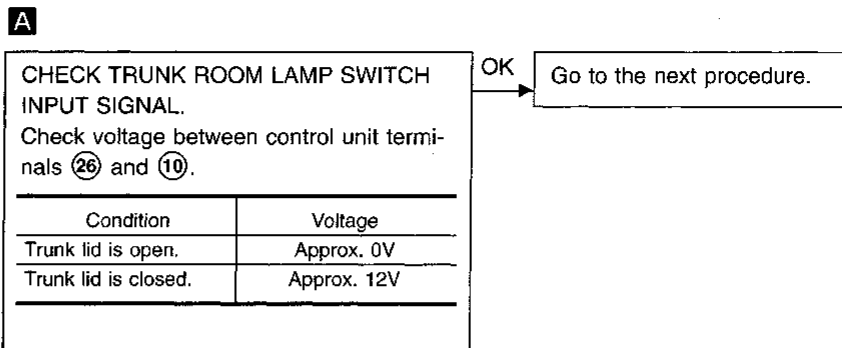 A
CHECK TRUNK ROOM LAMP SWITCH
INPUT SIGNAL.
Check voltage between control unit termi-
nals ㉖ and ⑩.
Condition Voltage
Trunk lid is open. Approx. 0V
Trunk lid is closed. Approx. 12V
OK
Go to the next procedure.